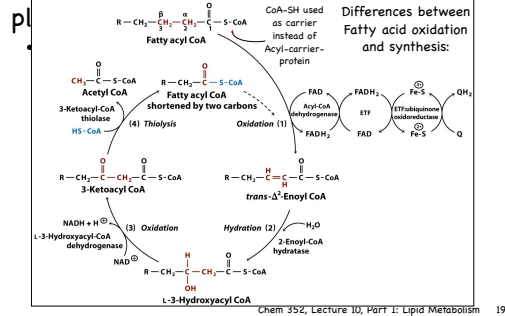 pl
•
β α O
R—CH₂—CH₂—CH₂—C—S-CoA
3 2 1
Fatty acyl CoA
CoA-SH used
as carrier
instead of
Acyl-carrier-
protein
Differences between
Fatty acid oxidation
and synthesis:
O
CH₃—C—S-CoA
Acetyl CoA
O
R—CH₂—C—S-CoA
Fatty acyl CoA
shortened by two carbons
3-Ketoacyl-CoA
thiolase
HS-CoA
(4) Thiolysis
Oxidation (1)
FAD
Acyl-CoA
dehydrogenase
FADH₂
FADH₂
ETF
FAD
Fe-S
ETF:ubiquinone
oxidoreductase
Fe-S
QH₂
Q
O O
R—CH₂—C—CH₂—C—S-CoA
3-Ketoacyl CoA
H O
R—CH₂—C=C—C—S-CoA
H
trans-Δ²-Enoyl CoA
NADH + H⊕
(3) Oxidation
L-3-Hydroxyacyl-CoA
dehydrogenase
NAD⊕
Hydration (2)
H₂O
2-Enoyl-CoA
hydratase
H O
R—CH₂—C—CH₂—C—S-CoA
OH
L-3-Hydroxyacyl CoA
Chem 352, Lecture 10, Part 1: Lipid Metabolism 19